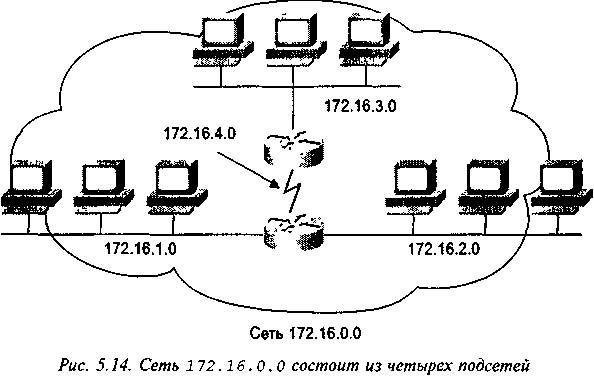 172.16.3.0
172.16.4.0
172.16.1.0
172.16.2.0
Сеть 172.16.0.0
Рис. 5.14. Сеть 172.16.0.0 состоит из четырех подсетей